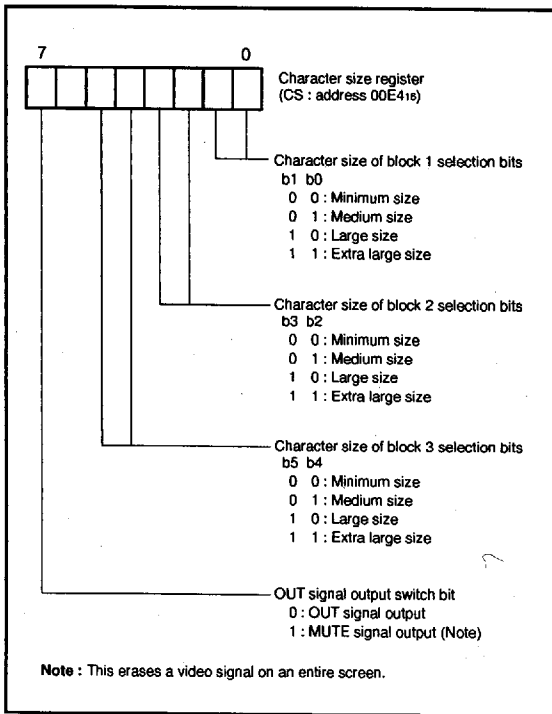 7 0
Character size register
(CS : address 00E416)
Character size of block 1 selection bits
b1 b0
0 0 : Minimum size
0 1 : Medium size
1 0 : Large size
1 1 : Extra large size
Character size of block 2 selection bits
b3 b2
0 0 : Minimum size
0 1 : Medium size
1 0 : Large size
1 1 : Extra large size
Character size of block 3 selection bits
b5 b4
0 0 : Minimum size
0 1 : Medium size
1 0 : Large size
1 1 : Extra large size
OUT signal output switch bit
0 : OUT signal output
1 : MUTE signal output (Note)
Note : This erases a video signal on an entire screen.